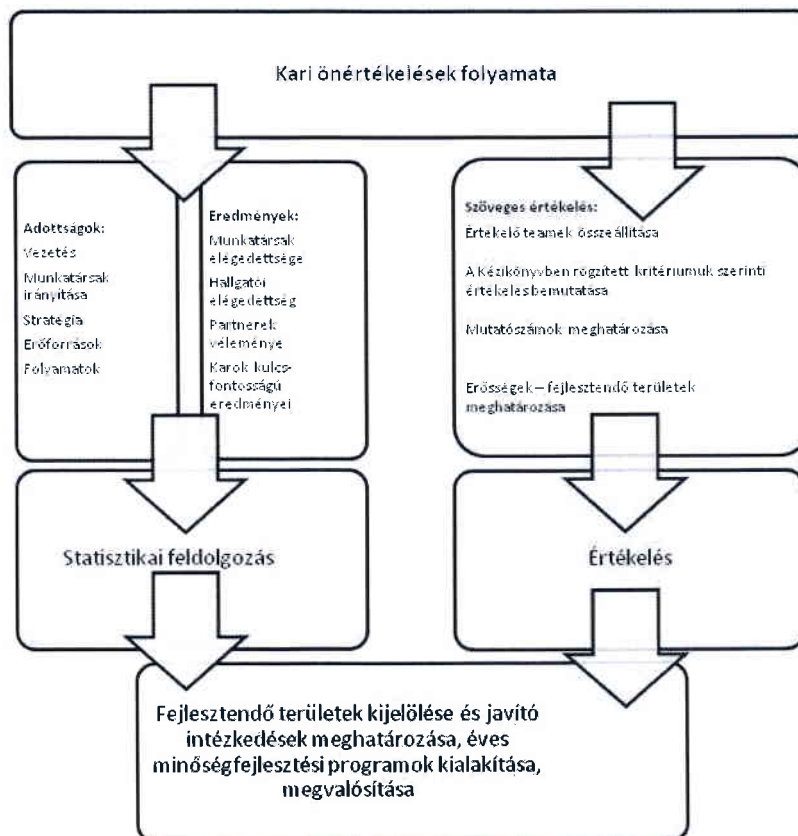 Kari önértékelések folyamata
Adottságok:
Vezetés
Munkatársak
irányítása
Stratégia
Erőforrások
Folyamatok
Eredmények:
Munkatársak
elégedettsége
Hallgatói
elégedettség
Partnerek
véleménye
Karok kulcs-
fontosságú
eredményei
Szöveges értékelés:
Értékelő teamek összeállítása
A Kézikönyvben rögzített kritériumuk szerinti
értékelés bemutatása
Mutatószámok meghatározása
Erősségek – fejlesztendő területek
meghatározása
Statisztikai feldolgozás
Értékelés
Fejlesztendő területek kijelölése és javító
intézkedések meghatározása, éves
minőségfejlesztési programok kialakítása,
megvalósítása